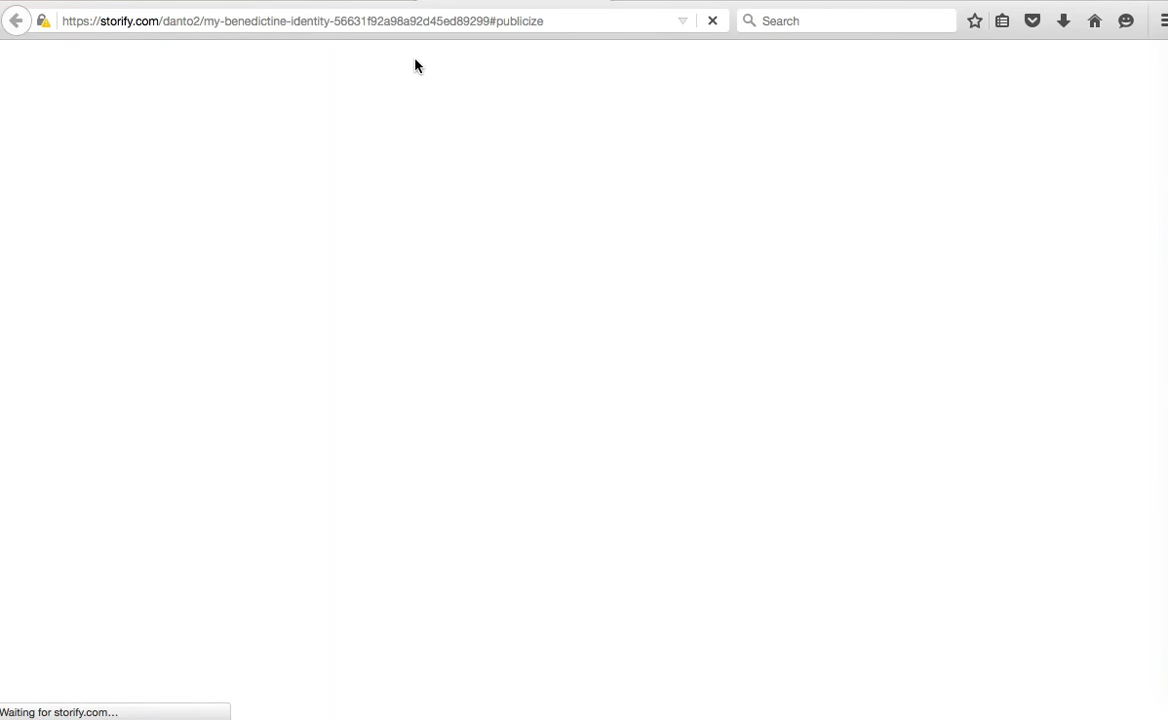 https://storify.com/danto2/my-benedictine-identity-56631f92a98a92d45ed89299#publicize
Search
Waiting for storify.com…